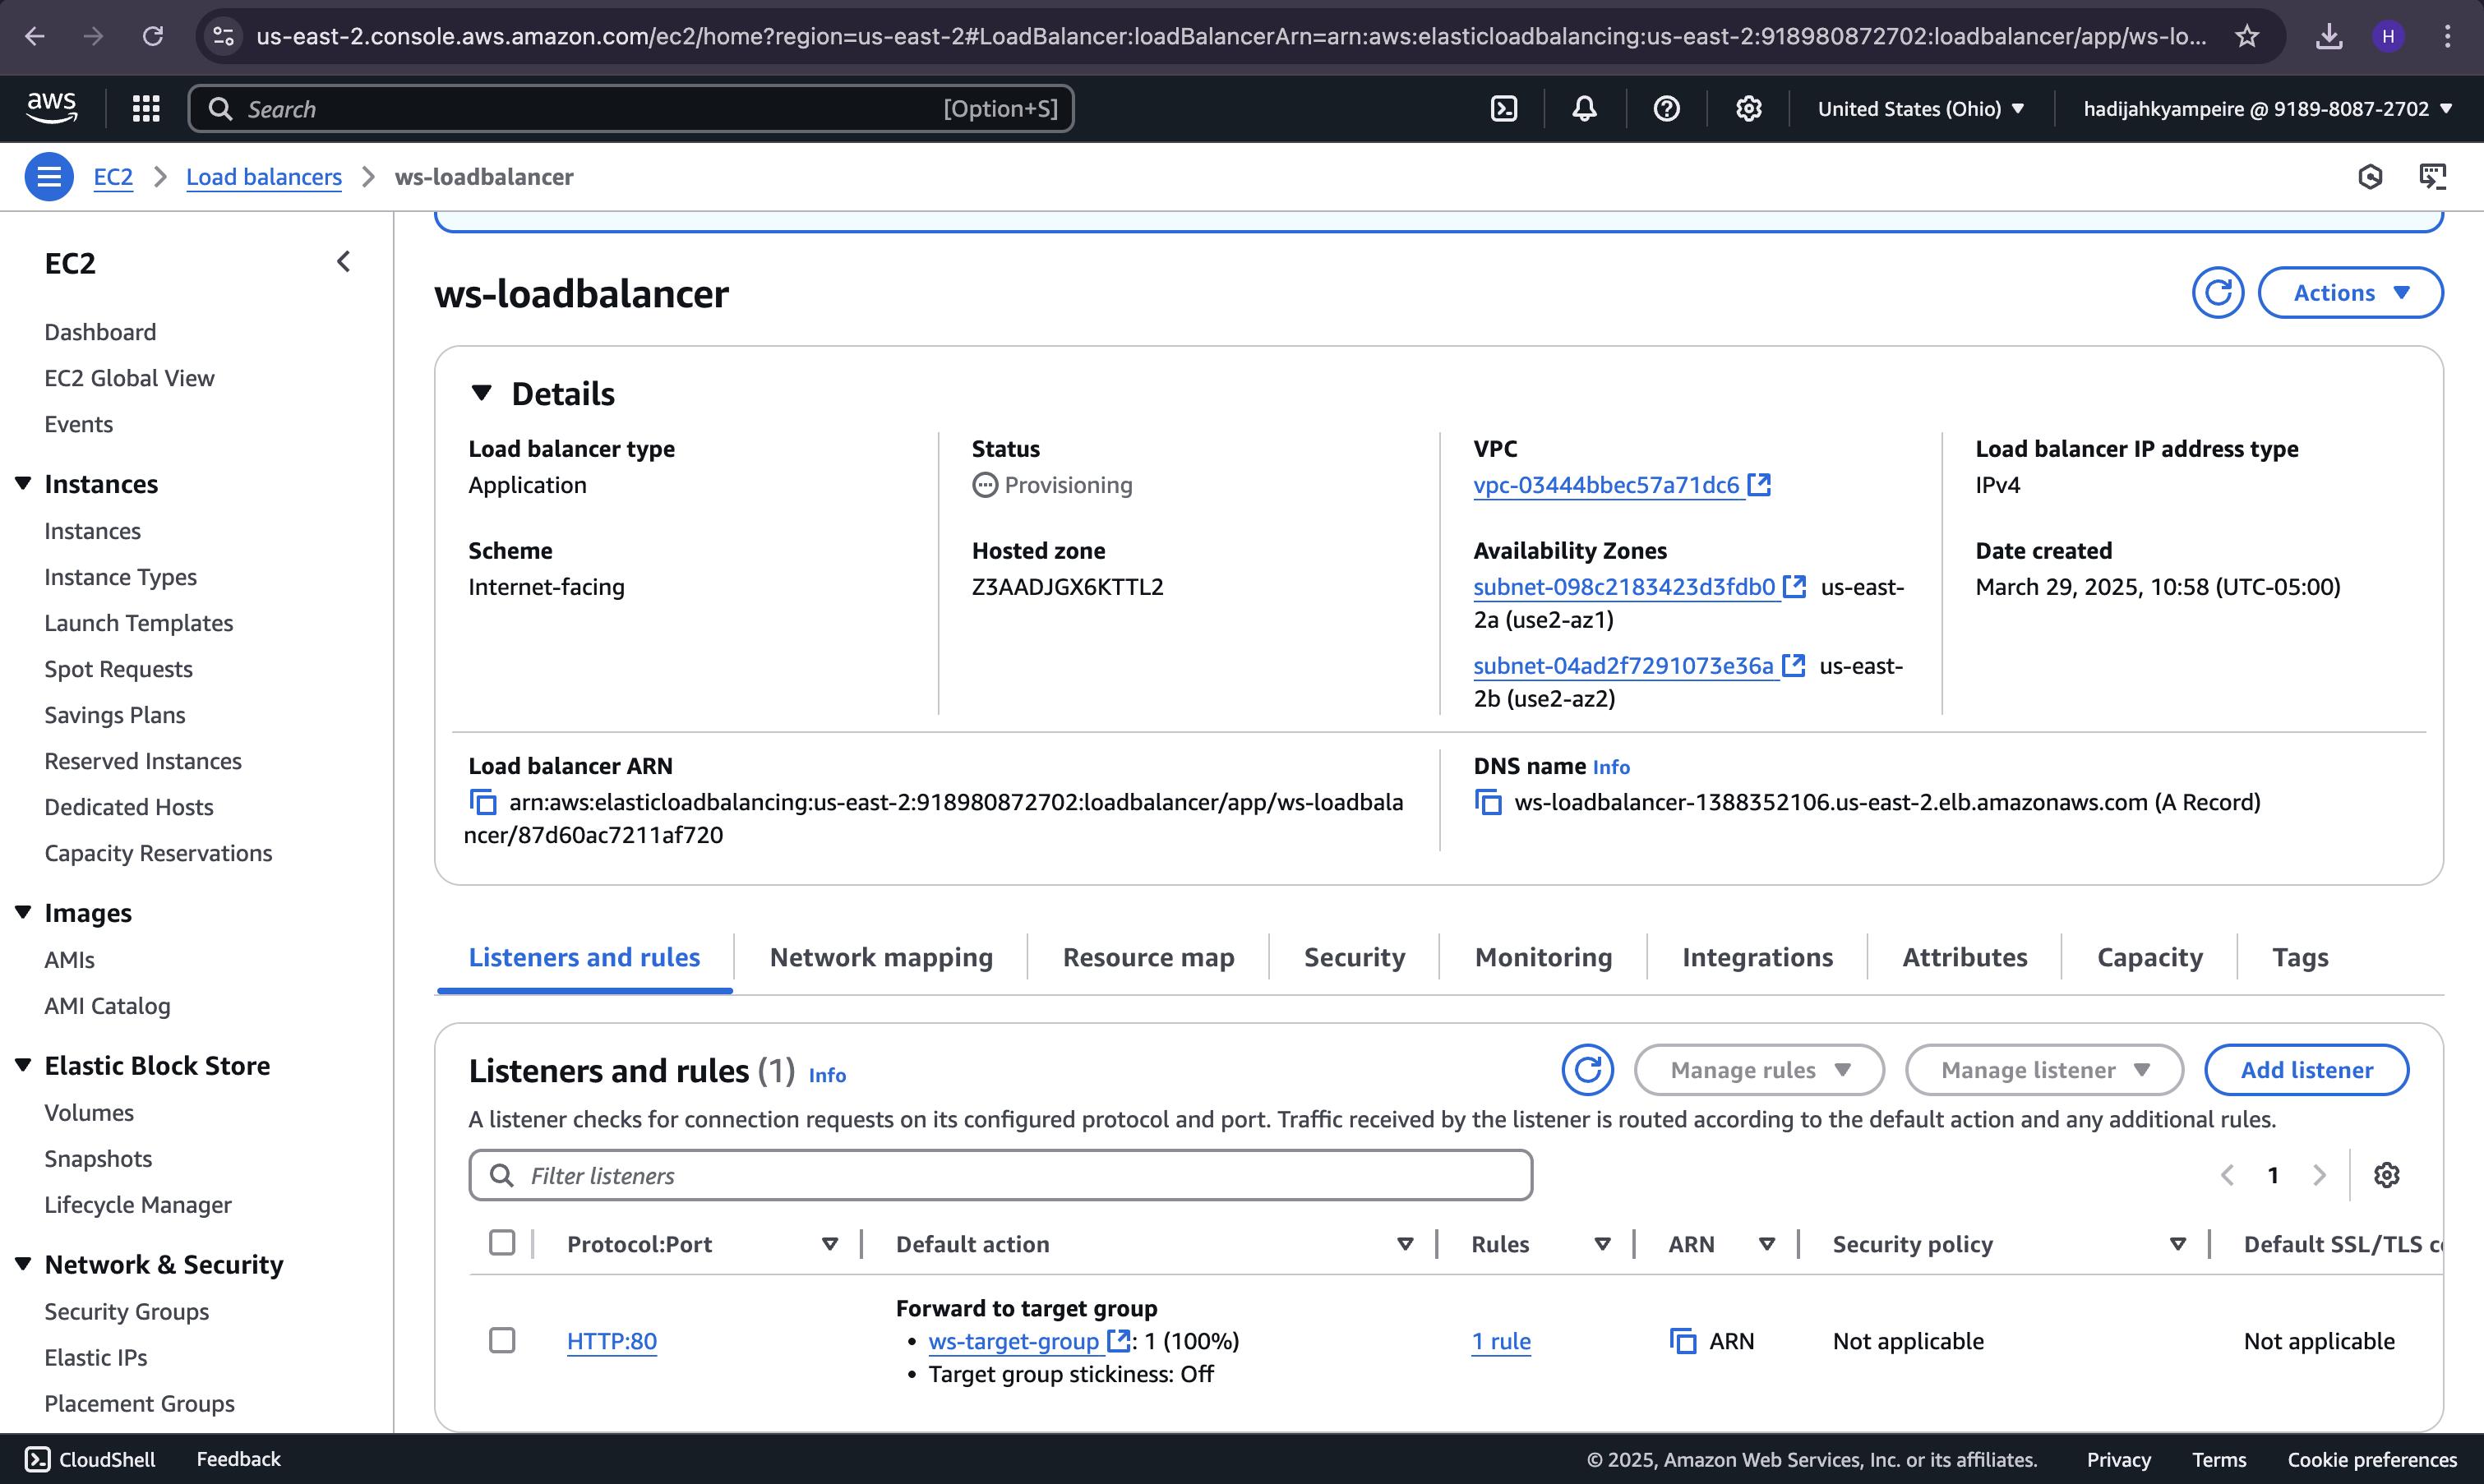 us-east-2.console.aws.amazon.com/ec2/home?region=us-east-2#LoadBalancer:loadBalancerArn=arn:aws:elasticloadbalancing:us-east-2:918980872702:loadbalancer/app/ws-lo...
H
aws
Search
[Option+S]
United States (Ohio)
hadijahkyampeire @ 9189-8087-2702
EC2
Load balancers
ws-loadbalancer
EC2
Dashboard
EC2 Global View
Events
Instances
Instances
Instance Types
Launch Templates
Spot Requests
Savings Plans
Reserved Instances
Dedicated Hosts
Capacity Reservations
Images
AMIs
AMI Catalog
Elastic Block Store
Volumes
Snapshots
Lifecycle Manager
Network & Security
Security Groups
Elastic IPs
Placement Groups
ws-loadbalancer
Actions
Details
Load balancer type
Application
Status
Provisioning
VPC
vpc-03444bbec57a71dc6
Load balancer IP address type
IPv4
Scheme
Internet-facing
Hosted zone
Z3AADJGX6KTTL2
Availability Zones
subnet-098c2183423d3fdb0 us-east-
2a (use2-az1)
subnet-04ad2f7291073e36a us-east-
2b (use2-az2)
Date created
March 29, 2025, 10:58 (UTC-05:00)
Load balancer ARN
arn:aws:elasticloadbalancing:us-east-2:918980872702:loadbalancer/app/ws-loadbala
ncer/87d60ac7211af720
DNS name Info
ws-loadbalancer-1388352106.us-east-2.elb.amazonaws.com (A Record)
Listeners and rules
Network mapping
Resource map
Security
Monitoring
Integrations
Attributes
Capacity
Tags
Listeners and rules (1) Info
Manage rules
Manage listener
Add listener
A listener checks for connection requests on its configured protocol and port. Traffic received by the listener is routed according to the default action and any additional rules.
Filter listeners
1
Protocol:Port
Default action
Rules
ARN
Security policy
Default SSL/TLS c
HTTP:80
Forward to target group
• ws-target-group : 1 (100%)
• Target group stickiness: Off
1 rule
ARN
Not applicable
Not applicable
CloudShell
Feedback
© 2025, Amazon Web Services, Inc. or its affiliates.
Privacy
Terms
Cookie preferences